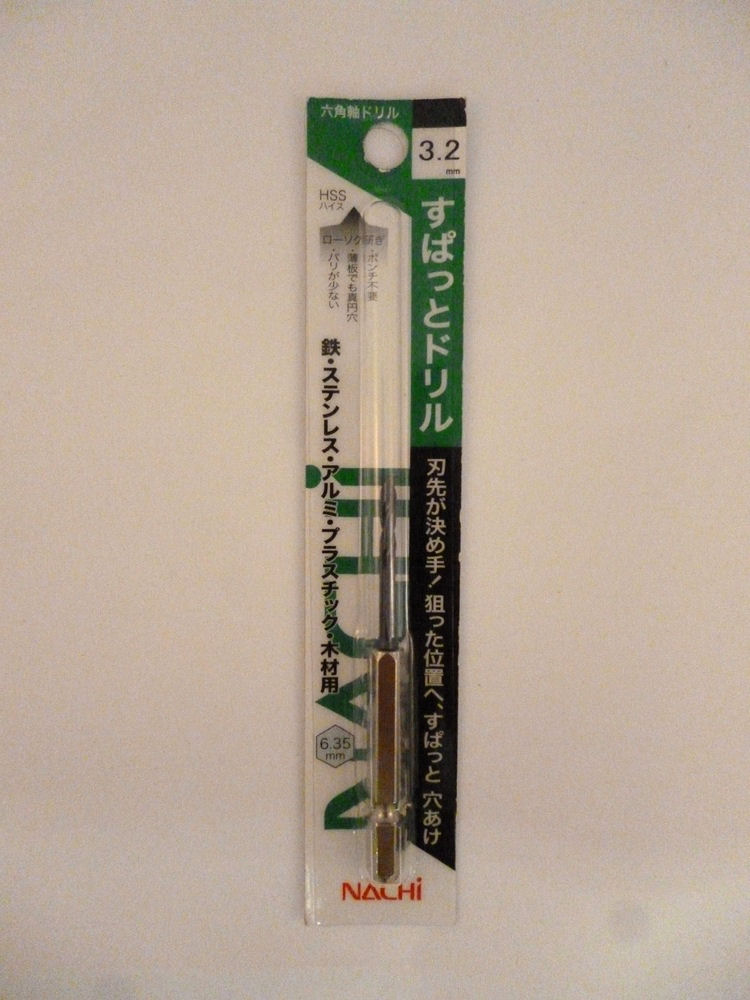 六角軸ドリル
3.2
mm
すぱっとドリル
刃先が決め手！狙った位置へ、すぱっと 穴あけ
HSS
ハイス
ローソク研ぎ
・ポンチ不要
・薄板でも真円穴
・バリが少ない
鉄・ステンレス・アルミ・プラスチック・木材用
NACHi
6.35
mm
NACHi